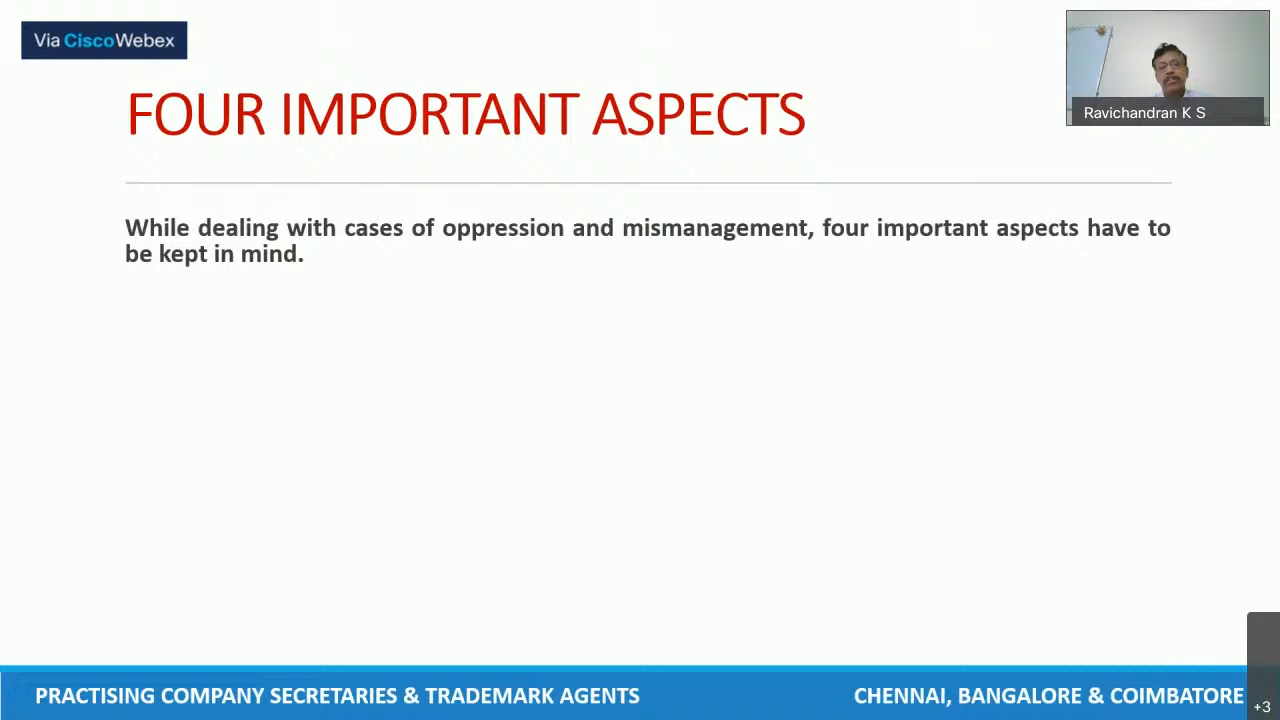 Via CiscoWebex
FOUR IMPORTANT ASPECTS
Ravichandran K S
While dealing with cases of oppression and mismanagement, four important aspects have to
be kept in mind.
PRACTISING COMPANY SECRETARIES & TRADEMARK AGENTS
CHENNAI, BANGALORE & COIMBATORE
+3